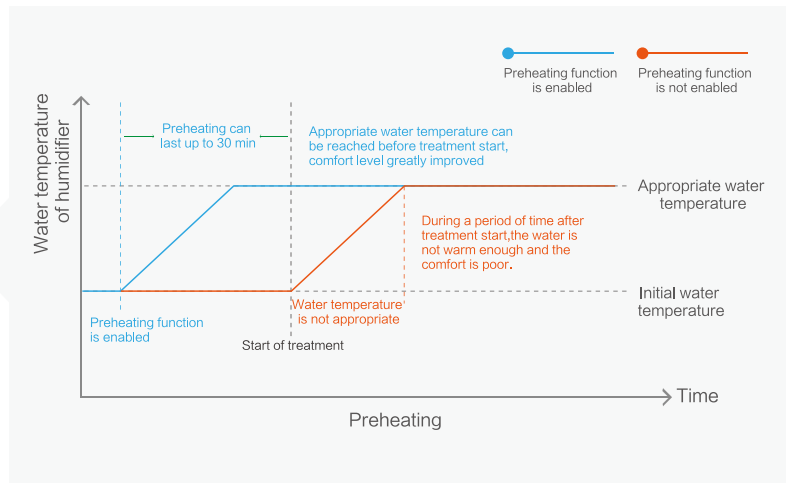 Preheating function
is enabled
Preheating function
is not enabled
Water temperature
of humidifier
Preheating can
last up to 30 min
Appropriate water temperature can
be reached before treatment start,
comfort level greatly improved
Appropriate water
temperature
During a period of time after
treatment start,the water is
not warm enough and the
comfort is poor.
Initial water
temperature
Water temperature
is not appropriate
Preheating function
is enabled
Start of treatment
Time
Preheating